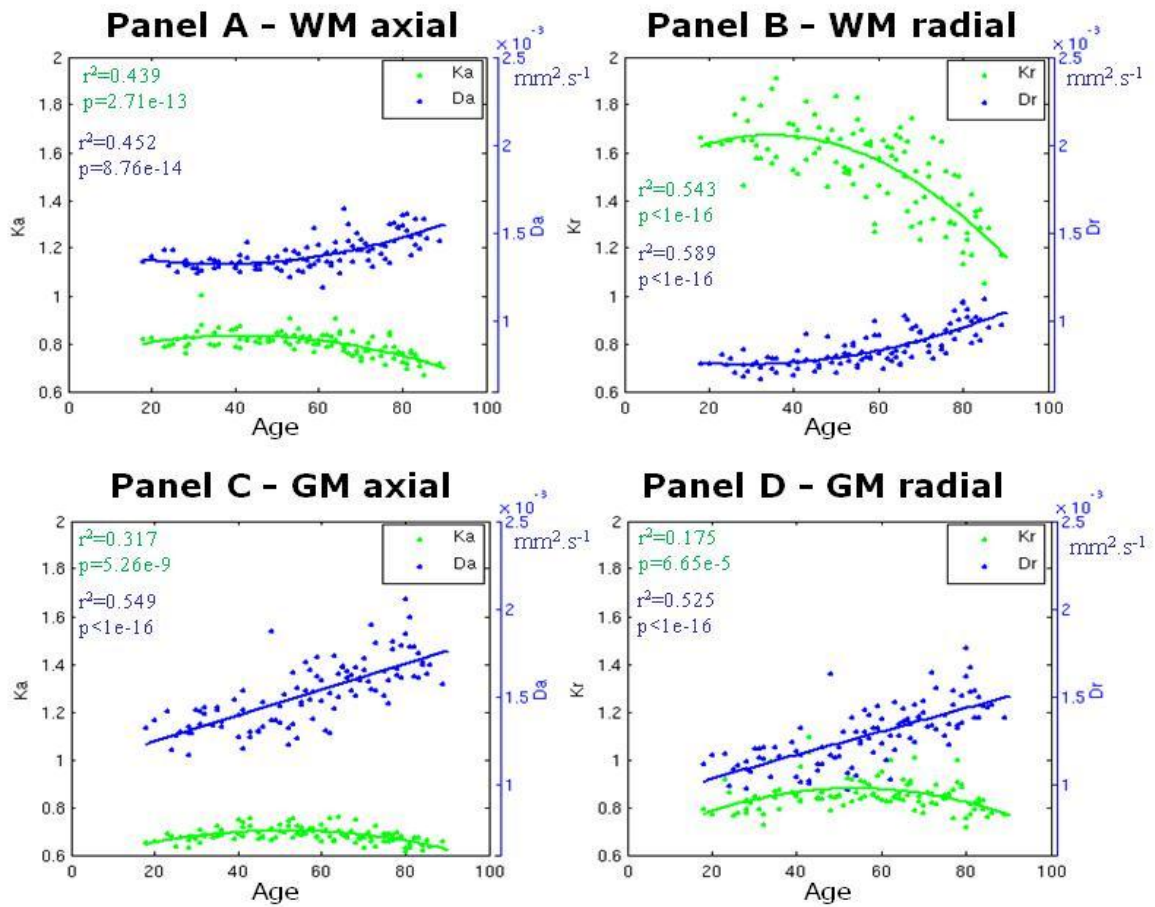 Panel A - WM axial
Panel B - WM radial
× 10⁻³
2
r²=0.439
p=2.71e-13
r²=0.452
p=8.76e-14
Ka
Da
2.5
mm².s⁻¹
1.8
1.6
1.4
1.2
1
0.8
0.6
Ka
2
1.5
1
Da
0
20
40
60
80
100
Age
× 10⁻³
2
Kr
Dr
2.5
mm².s⁻¹
1.8
1.6
1.4
1.2
1
0.8
0.6
Kr
r²=0.543
p<1e-16
r²=0.589
p<1e-16
2
1.5
1
Dr
0
20
40
60
80
100
Age
Panel C - GM axial
Panel D - GM radial
× 10⁻³
2
r²=0.317
p=5.26e-9
r²=0.549
p<1e-16
Ka
Da
2.5
mm².s⁻¹
1.8
1.6
1.4
1.2
1
0.8
0.6
Ka
2
1.5
1
Da
0
20
40
60
80
100
Age
× 10⁻³
2
r²=0.175
p=6.65e-5
r²=0.525
p<1e-16
Kr
Dr
2.5
mm².s⁻¹
1.8
1.6
1.4
1.2
1
0.8
0.6
Kr
2
1.5
1
Dr
0
20
40
60
80
100
Age